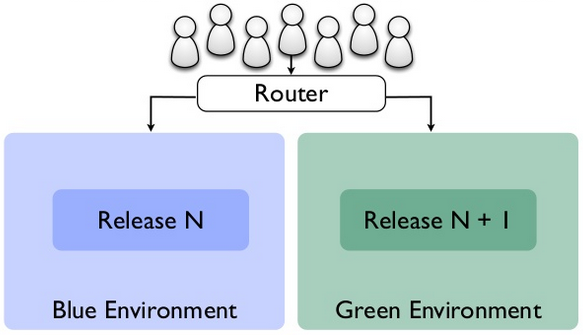 Router
Release N
Release N + 1
Blue Environment
Green Environment